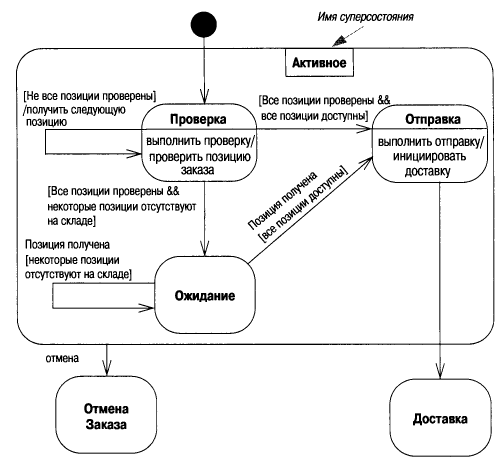 Имя суперсостояния
Активное
[Не все позиции проверены]
/получить следующую
позицию
Проверка
выполнить проверку/
проверить позицию
заказа
[Все позиции проверены &&
все позиции доступны]
Отправка
выполнить отправку/
инициировать
доставку
[Все позиции проверены &&
некоторые позиции отсутствуют
на складе]
Позиция получена
[все позиции доступны]
Позиция получена
[некоторые позиции
отсутствуют на складе]
Ожидание
отмена
Отмена
Заказа
Доставка